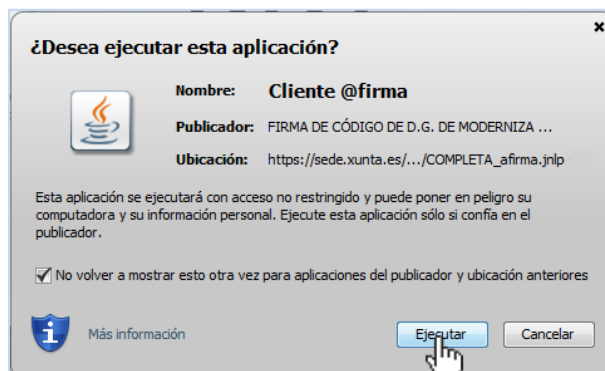 ¿Desea ejecutar esta aplicación?
Nombre: Cliente @firma
Publicador: FIRMA DE CÓDIGO DE D.G. DE MODERNIZA ...
Ubicación: https://sede.xunta.es/.../COMPLETA_afirma.jnlp
Esta aplicación se ejecutará con acceso no restringido y puede poner en peligro su
computadora y su información personal. Ejecute esta aplicación sólo si confía en el
publicador.
No volver a mostrar esto otra vez para aplicaciones del publicador y ubicación anteriores
Más información
Ejecutar Cancelar